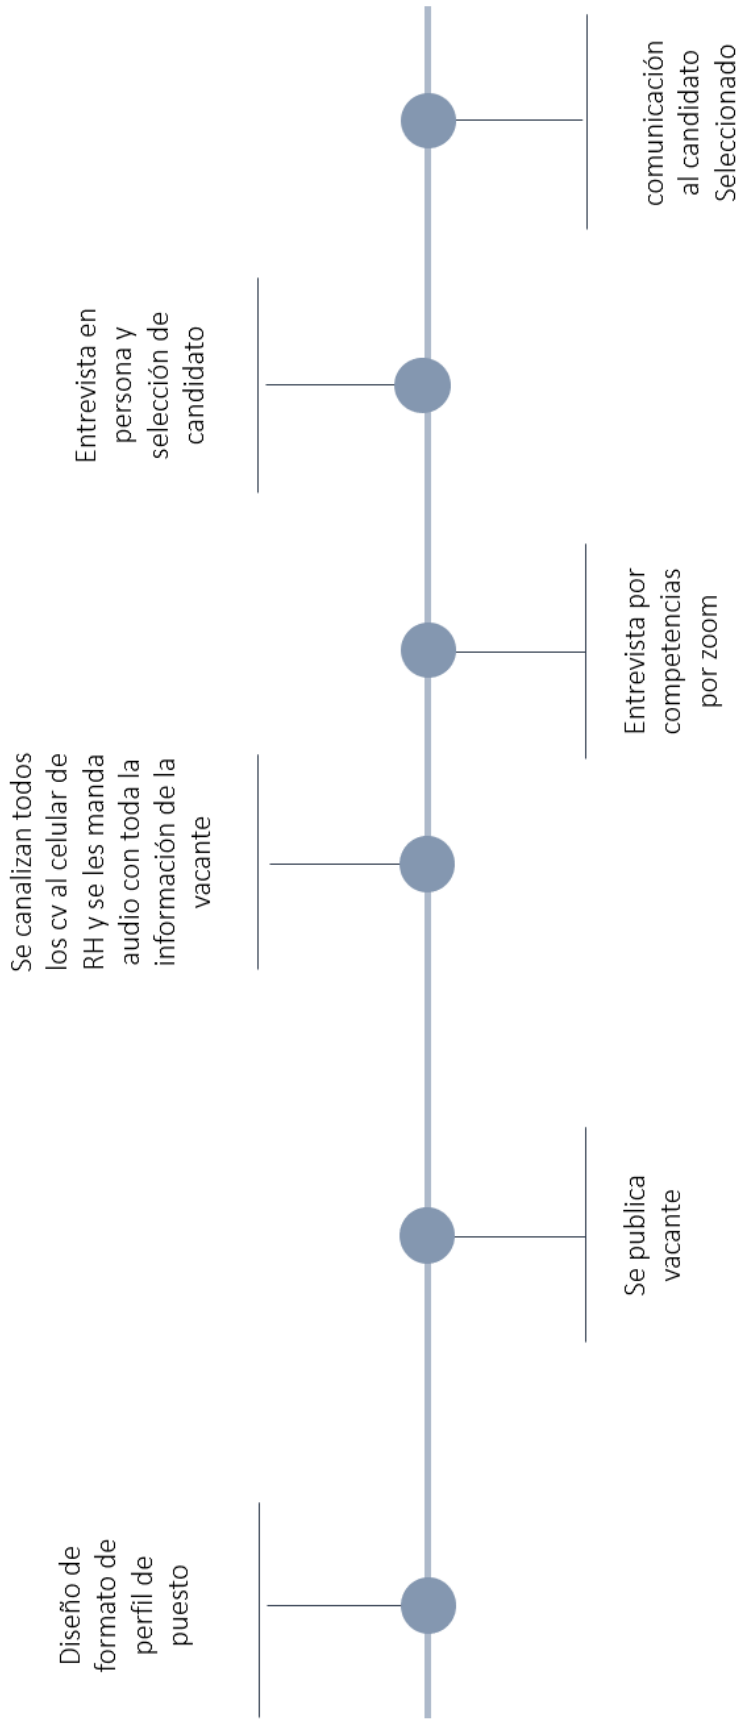 Diseño de
formato de
perfil de
puesto
Se publica
vacante
Se canalizan todos
los cv al celular de
RH y se les manda
audio con toda la
información de la
vacante
Entrevista por
competencias
por zoom
Entrevista en
persona y
selección de
candidato
comunicación
al candidato
Seleccionado